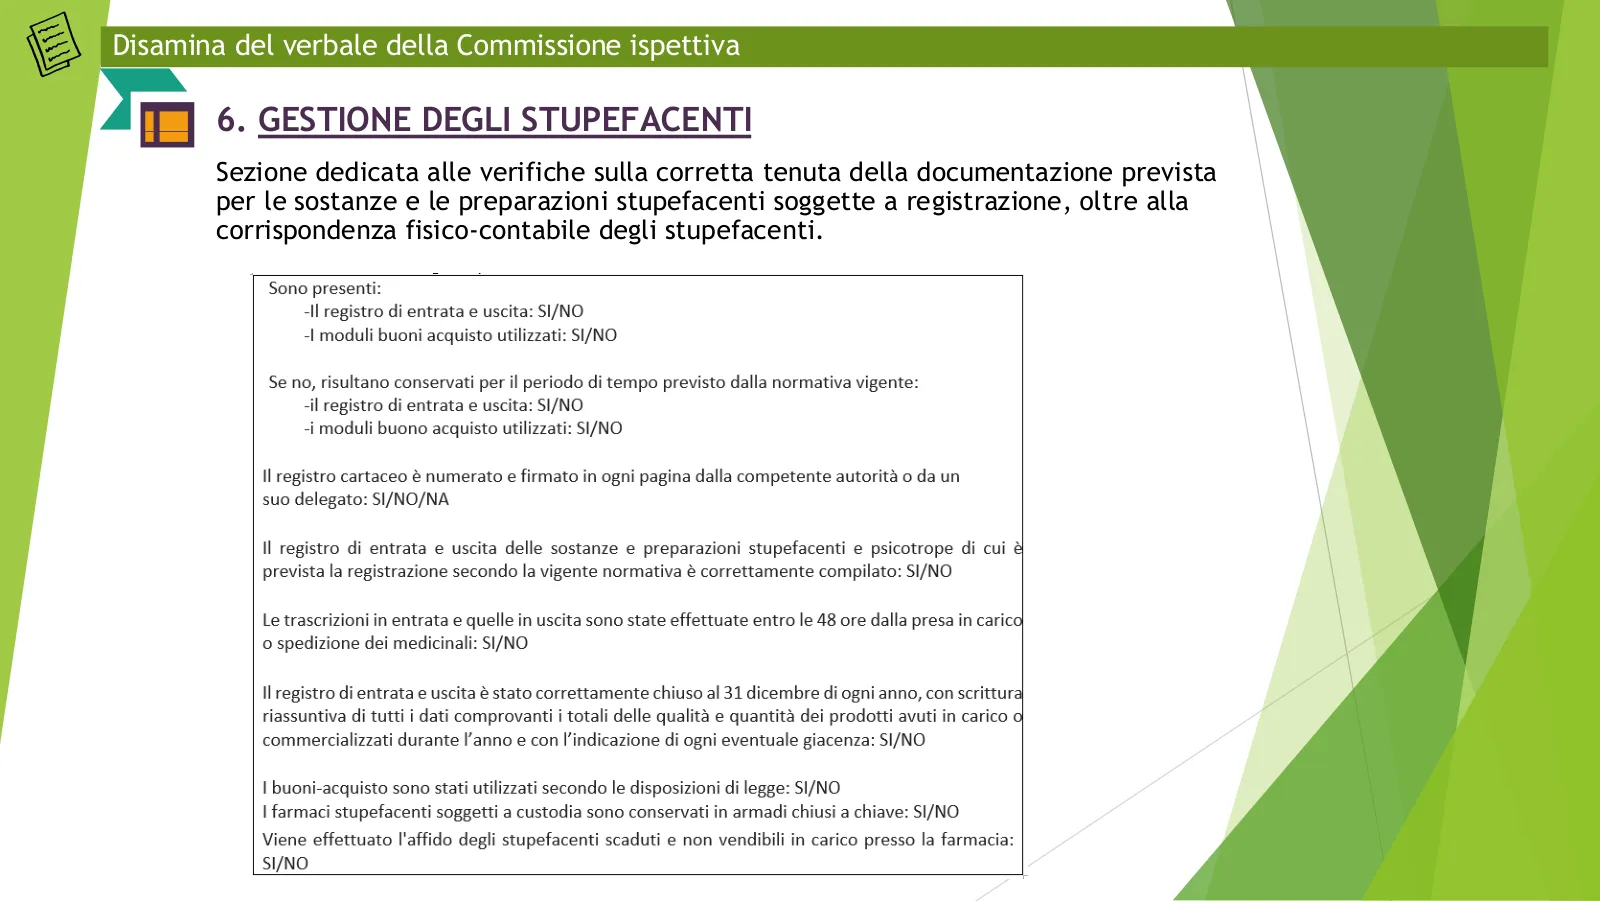 Disamina del verbale della Commissione ispettiva
6. GESTIONE DEGLI STUPEFACENTI
Sezione dedicata alle verifiche sulla corretta tenuta della documentazione prevista
per le sostanze e le preparazioni stupefacenti soggette a registrazione, oltre alla
corrispondenza fisico-contabile degli stupefacenti.
Sono presenti:
-Il registro di entrata e uscita: SI/NO
-I moduli buoni acquisto utilizzati: SI/NO
Se no, risultano conservati per il periodo di tempo previsto dalla normativa vigente:
-il registro di entrata e uscita: SI/NO
-i moduli buono acquisto utilizzati: SI/NO
Il registro cartaceo è numerato e firmato in ogni pagina dalla competente autorità o da un
suo delegato: SI/NO/NA
Il registro di entrata e uscita delle sostanze e preparazioni stupefacenti e psicotrope di cui è
prevista la registrazione secondo la vigente normativa è correttamente compilato: SI/NO
Le trascrizioni in entrata e quelle in uscita sono state effettuate entro le 48 ore dalla presa in carico
o spedizione dei medicinali: SI/NO
Il registro di entrata e uscita è stato correttamente chiuso al 31 dicembre di ogni anno, con scrittura
riassuntiva di tutti i dati comprovanti i totali delle qualità e quantità dei prodotti avuti in carico o
commercializzati durante l’anno e con l’indicazione di ogni eventuale giacenza: SI/NO
I buoni-acquisto sono stati utilizzati secondo le disposizioni di legge: SI/NO
I farmaci stupefacenti soggetti a custodia sono conservati in armadi chiusi a chiave: SI/NO
Viene effettuato l'affido degli stupefacenti scaduti e non vendibili in carico presso la farmacia:
SI/NO